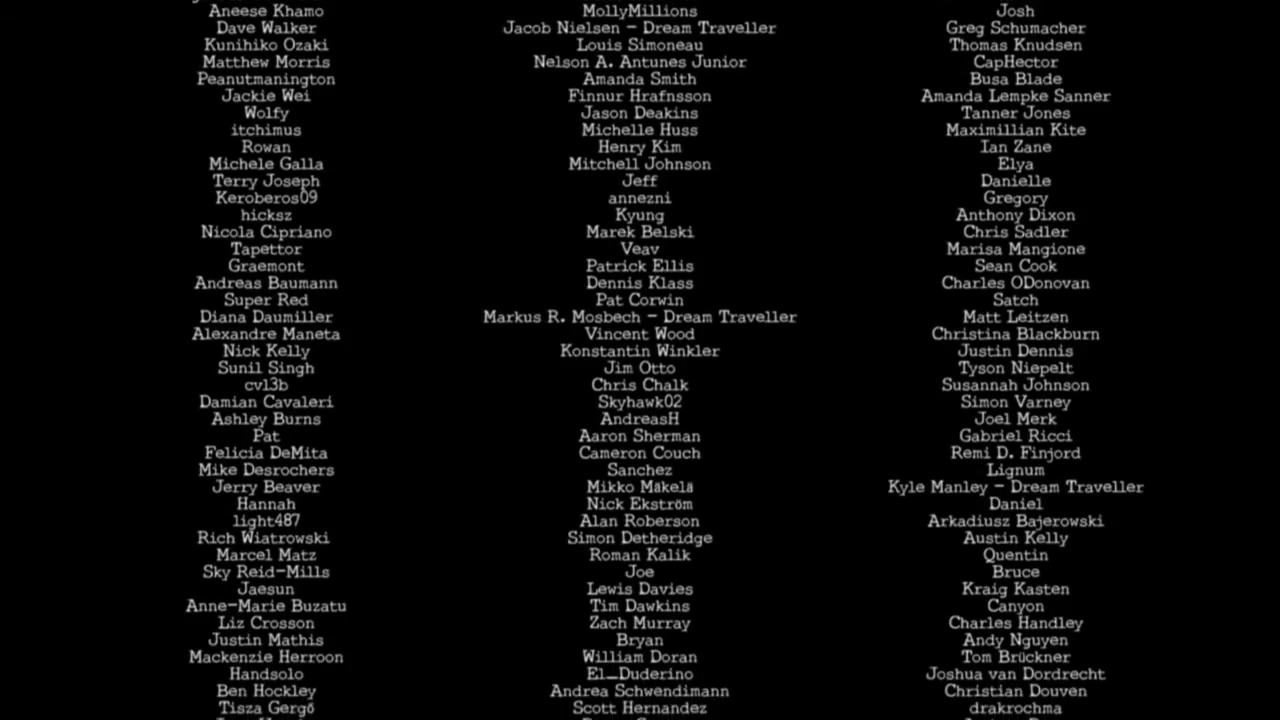 Aneese Khamo
Dave Walker
Kunihiko Ozaki
Matthew Morris
Peanutmanington
Jackie Wei
Wolfy
itchimus
Rowan
Michele Galla
Terry Joseph
Keroberos09
hicksz
Nicola Cipriano
Tapettor
Graemont
Andreas Baumann
Super Red
Diana Daumiller
Alexandre Maneta
Nick Kelly
Sunil Singh
cvl3b
Damian Cavaleri
Ashley Burns
Pat
Felicia DeMita
Mike Desrochers
Jerry Beaver
Hannah
light487
Rich Wiatrowski
Marcel Matz
Sky Reid-Mills
Jaesun
Anne-Marie Buzatu
Liz Crosson
Justin Mathis
Mackenzie Herroon
Handsolo
Ben Hockley
Tisza Gergő
MollyMillions
Jacob Nielsen - Dream Traveller
Louis Simoneau
Nelson A. Antunes Junior
Amanda Smith
Finnur Hrafnsson
Jason Deakins
Michelle Huss
Henry Kim
Mitchell Johnson
Jeff
annezni
Kyung
Marek Belski
Veav
Patrick Ellis
Dennis Klass
Pat Corwin
Markus R. Mosbech - Dream Traveller
Vincent Wood
Konstantin Winkler
Jim Otto
Chris Chalk
Skyhawk02
AndreasH
Aaron Sherman
Cameron Couch
Sanchez
Mikko Mäkelä
Nick Ekström
Alan Roberson
Simon Detheridge
Roman Kalik
Joe
Lewis Davies
Tim Dawkins
Zach Murray
Bryan
William Doran
El_Duderino
Andrea Schwendimann
Scott Hernandez
Josh
Greg Schumacher
Thomas Knudsen
CapHector
Busa Blade
Amanda Lempke Sanner
Tanner Jones
Maximillian Kite
Ian Zane
Elya
Danielle
Gregory
Anthony Dixon
Chris Sadler
Marisa Mangione
Sean Cook
Charles ODonovan
Satch
Matt Leitzen
Christina Blackburn
Justin Dennis
Tyson Niepelt
Susannah Johnson
Simon Varney
Joel Merk
Gabriel Ricci
Remi D. Finjord
Lignum
Kyle Manley - Dream Traveller
Daniel
Arkadiusz Bajerowski
Austin Kelly
Quentin
Bruce
Kraig Kasten
Canyon
Charles Handley
Andy Nguyen
Tom Brückner
Joshua van Dordrecht
Christian Douven
drakrochma